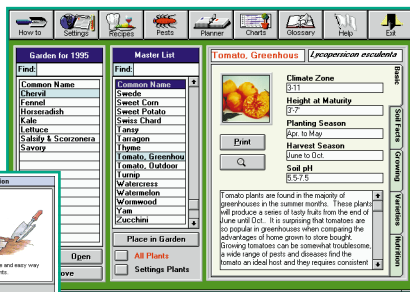 How to
Settings
Recipes
Pests
Planner
Charts
Glossary
Help
Exit
Garden for 1995
Find:
Common Name
Chervil
Fennel
Horseradish
Kale
Lettuce
Salsify & Scorzonera
Savory
Open
ove
ion
e and easy way
nts.
Master List
Find:
Common Name
Swede
Sweet Corn
Sweet Potato
Swiss Chard
Tansy
Tarragon
Thyme
Tomato, Greenhou
Tomato, Outdoor
Turnip
Watercress
Watermelon
Wormwood
Yam
Zucchini
Place in Garden
All Plants
Settings Plants
Tomato, Greenhous
Lycopersicon esculenta
Print
Climate Zone
3-11
Height at Maturity
3'-7'
Planting Season
Apr. to May
Harvest Season
June to Oct.
Soil pH
5.5-7.5
Tomato plants are found in the majority of
greenhouses in the summer months. These plants
will produce a series of tasty fruits from the end of
June until Oct.. It is surprising that tomatoes are
so popular in greenhouses when comparing the
advantages of home grown to store bought.
Growing tomatoes can be somewhat troublesome,
a wide range of pests and diseases find the
tomato an ideal host and they requires consistent
Basic
Soil Facts
Growing
Varieties
Nutrition